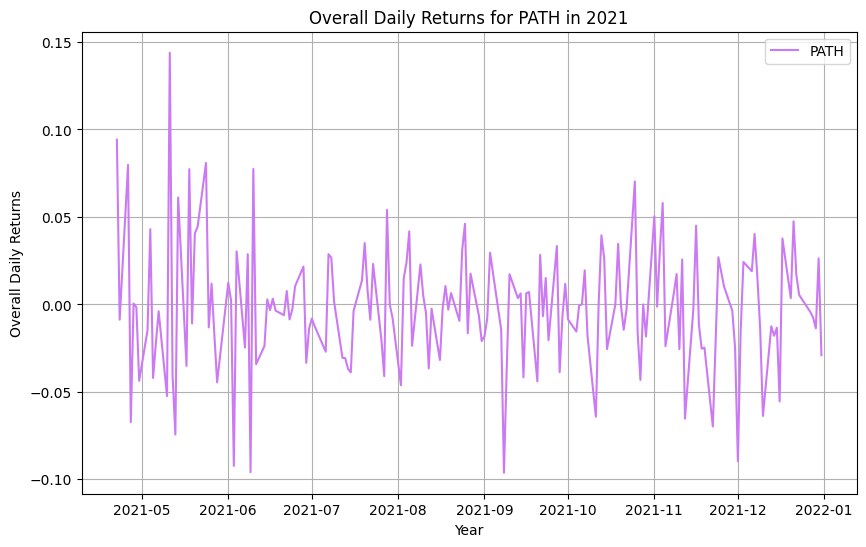 Overall Daily Returns for PATH in 2021
PATH
Overall Daily Returns
0.15
0.10
0.05
0.00
−0.05
−0.10
2021-05 2021-06 2021-07 2021-08 2021-09 2021-10 2021-11 2021-12 2022-01
Year